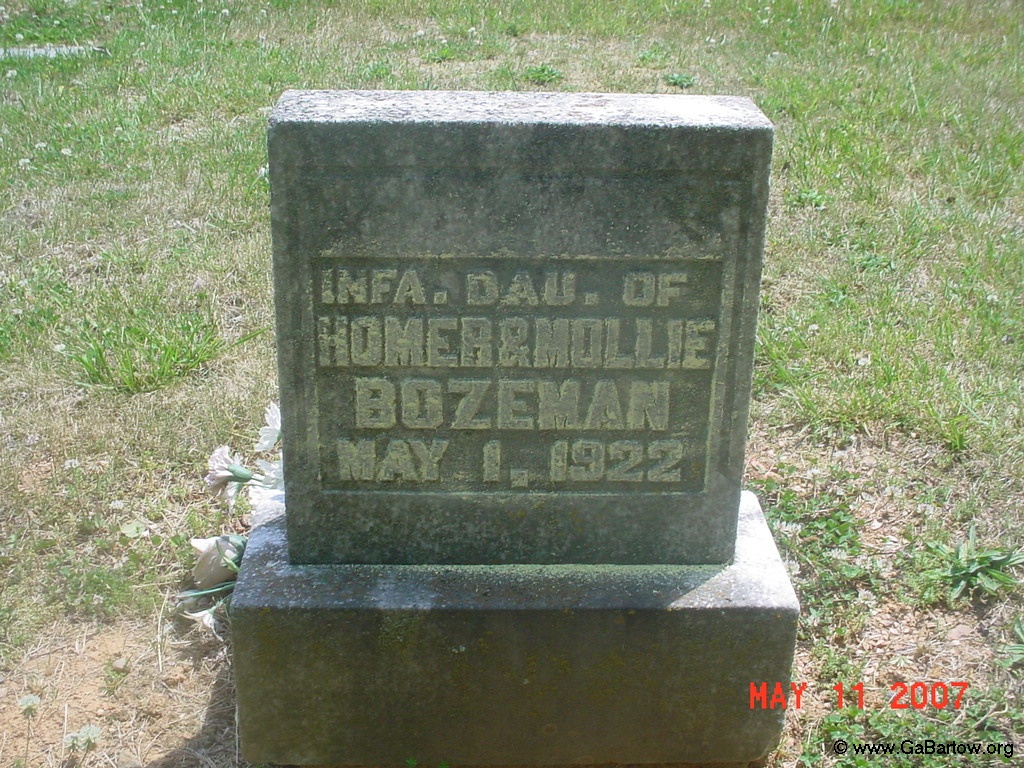 INFA. DAU. OF
HOMER & MOLLIE
BOZEMAN
MAY 1, 1922
MAY 11 2007
© www.GaBartow.org